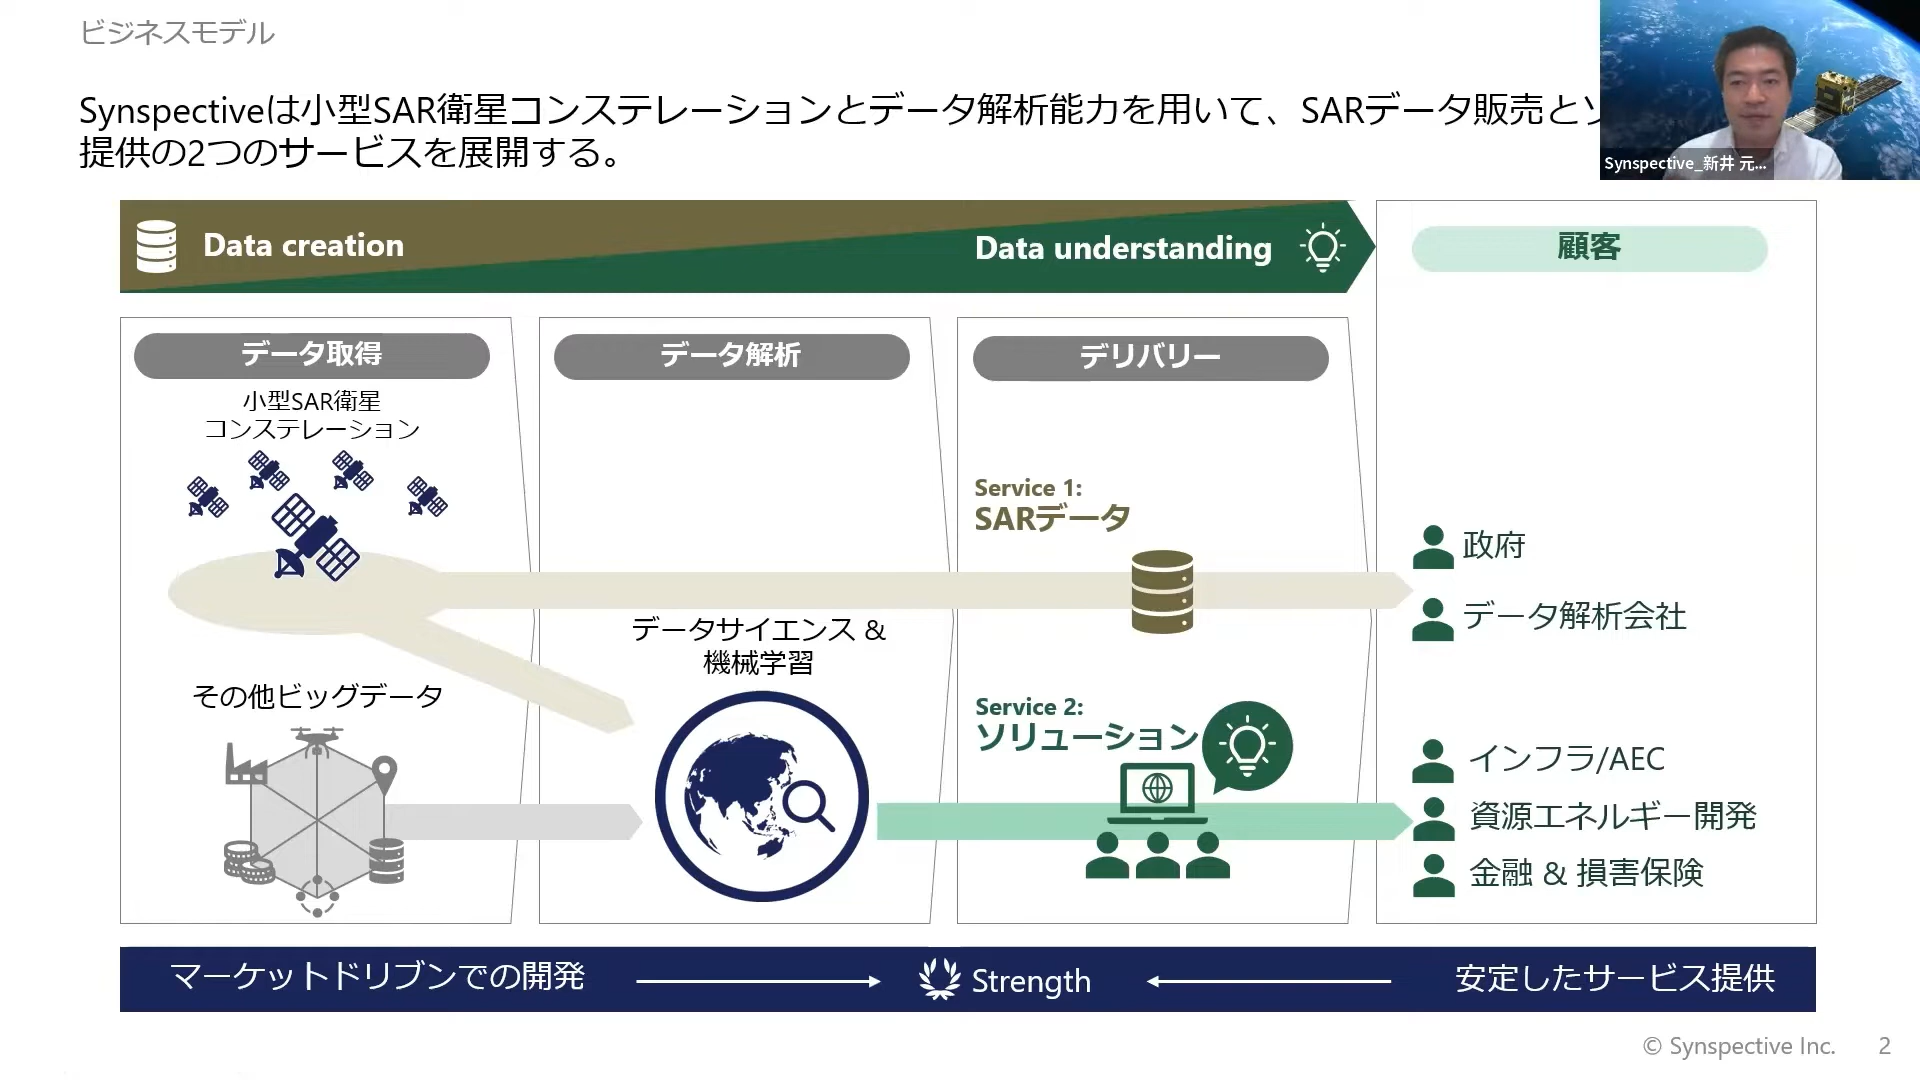 ビジネスモデル
Synspectiveは小型SAR衛星コンステレーションとデータ解析能力を用いて、SARデータ販売と
提供の2つのサービスを展開する。
Synspective_新井 元...
Data creation
Data understanding
顧客
データ取得
データ解析
デリバリー
小型SAR衛星
コンステレーション
Service 1:
SARデータ
政府
データ解析会社
データサイエンス &
機械学習
その他ビッグデータ
Service 2:
ソリューション
インフラ/AEC
資源エネルギー開発
金融 & 損害保険
マーケットドリブンでの開発
Strength
安定したサービス提供
© Synspective Inc.
2